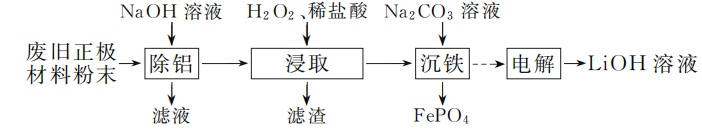 NaOH 溶液 H₂O₂、稀盐酸 Na₂CO₃ 溶液
废旧正极
材料粉末
除铝 浸取 沉铁 电解 LiOH 溶液
滤液 滤渣 FePO₄